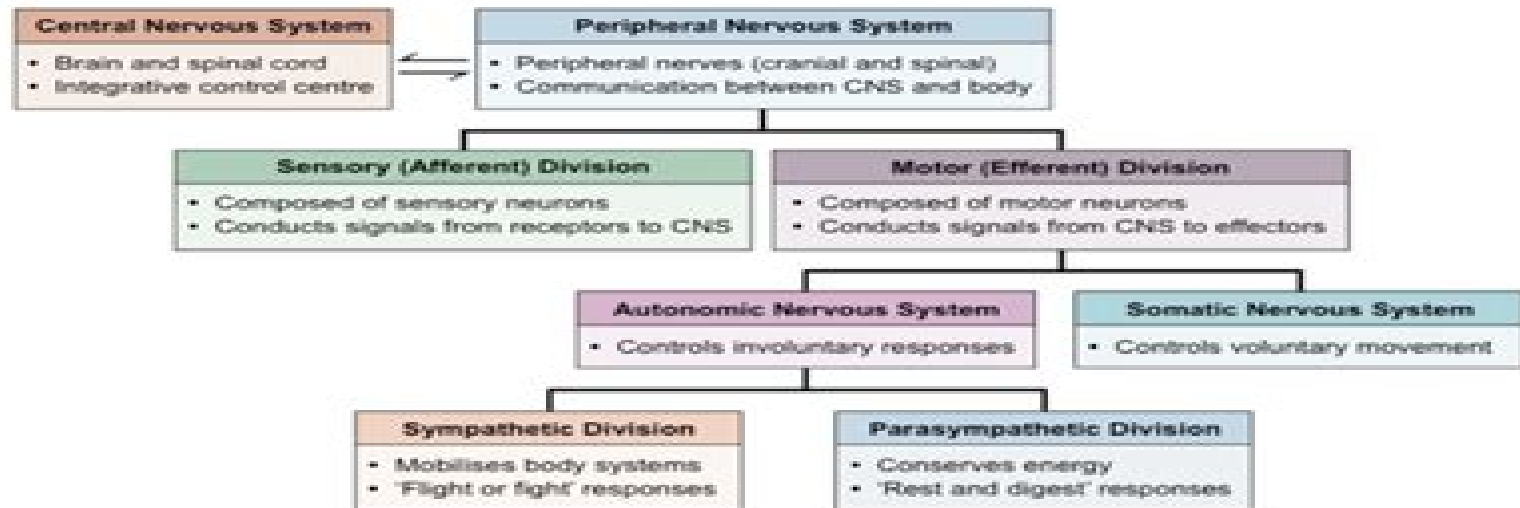 Central Nervous System
• Brain and spinal cord
• Integrative control centre
Peripheral Nervous System
• Peripheral nerves (cranial and spinal)
• Communication between CNS and body
Sensory (Afferent) Division
• Composed of sensory neurons
• Conducts signals from receptors to CNS
Motor (Efferent) Division
• Composed of motor neurons
• Conducts signals from CNS to effectors
Autonomic Nervous System
• Controls involuntary responses
Somatic Nervous System
• Controls voluntary movement
Sympathetic Division
• Mobilises body systems
• 'Flight or fight' responses
Parasympathetic Division
• Conserves energy
• 'Rest and digest' responses